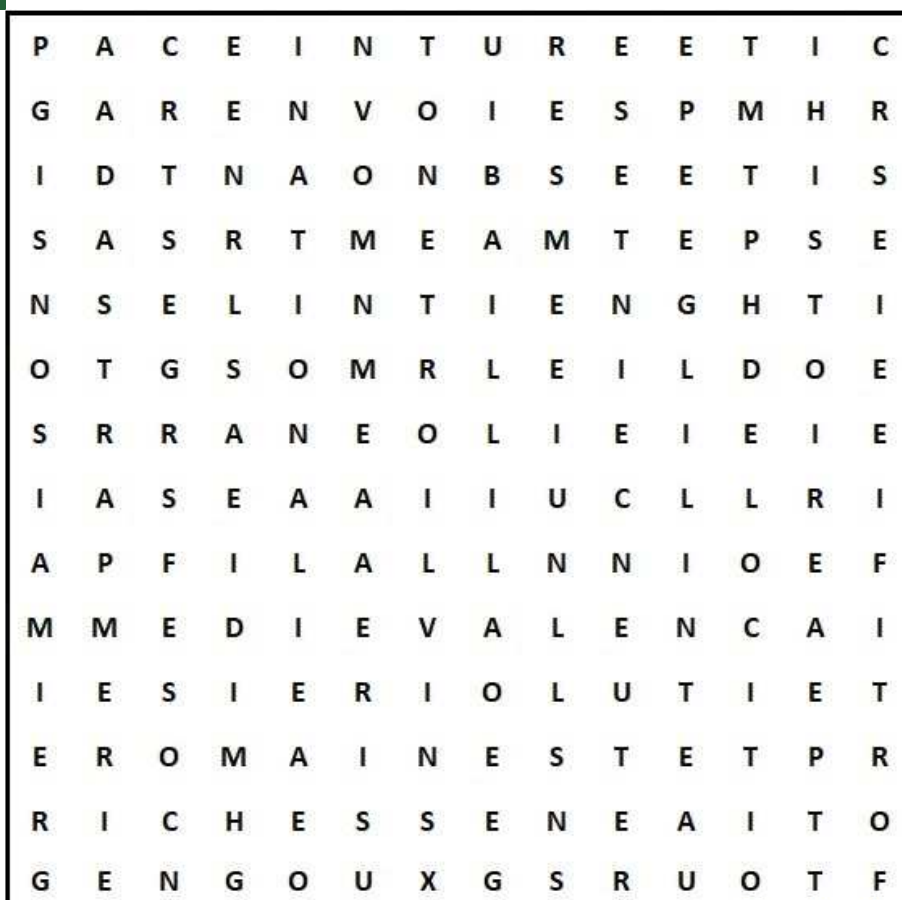 P A C E I N T U R E E T I C
G A R E N V O I E S P M H R
I D T N A O N B S E E T I S
S A S R T M E A M T E P S E
N S E L I N T I E N G H T I
O T G S O M R L E I L D O E
S R R A N E O L I E I E I E
I A S E A A I I U C L L R I
A P F I L A L L N N I O E F
M M E D I E V A L E N C A I
I E S I E R I O L U T I E T
E R O M A I N E S T E T P R
R I C H E S S E N E A I T O
G E N G O U X G S R U O T F